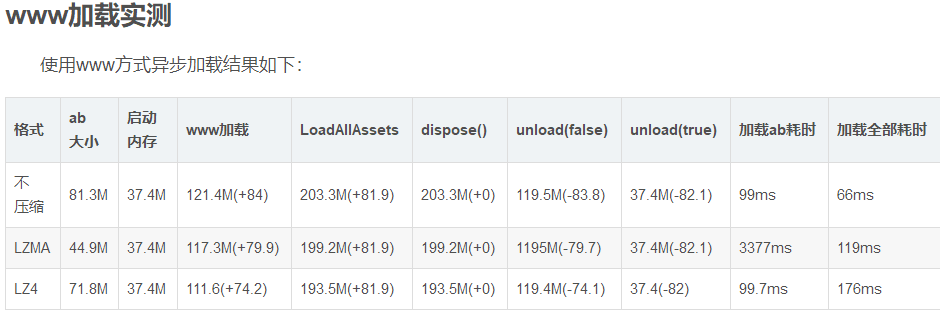 www加载实测
使用www方式异步加载结果如下：
格式 ab大小 启动内存 www加载 LoadAllAssets dispose() unload(false) unload(true) 加载ab耗时 加载全部耗时
不压缩 81.3M 37.4M 121.4M(+84) 203.3M(+81.9) 203.3M(+0) 119.5M(-83.8) 37.4M(-82.1) 99ms 66ms
LZMA 44.9M 37.4M 117.3M(+79.9) 199.2M(+81.9) 199.2M(+0) 1195M(-79.7) 37.4M(-82.1) 3377ms 119ms
LZ4 71.8M 37.4M 111.6(+74.2) 193.5M(+81.9) 193.5M(+0) 119.4M(-74.1) 37.4(-82) 99.7ms 176ms